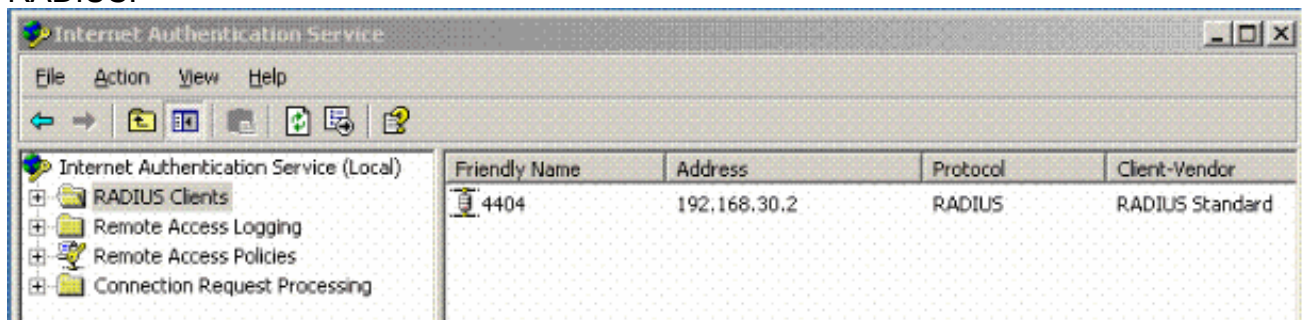 RADIUS.
Internet Authentication Service
File Action View Help
Internet Authentication Service (Local)
RADIUS Clients
Remote Access Logging
Remote Access Policies
Connection Request Processing
Friendly Name Address Protocol Client-Vendor
4404 192.168.30.2 RADIUS RADIUS Standard